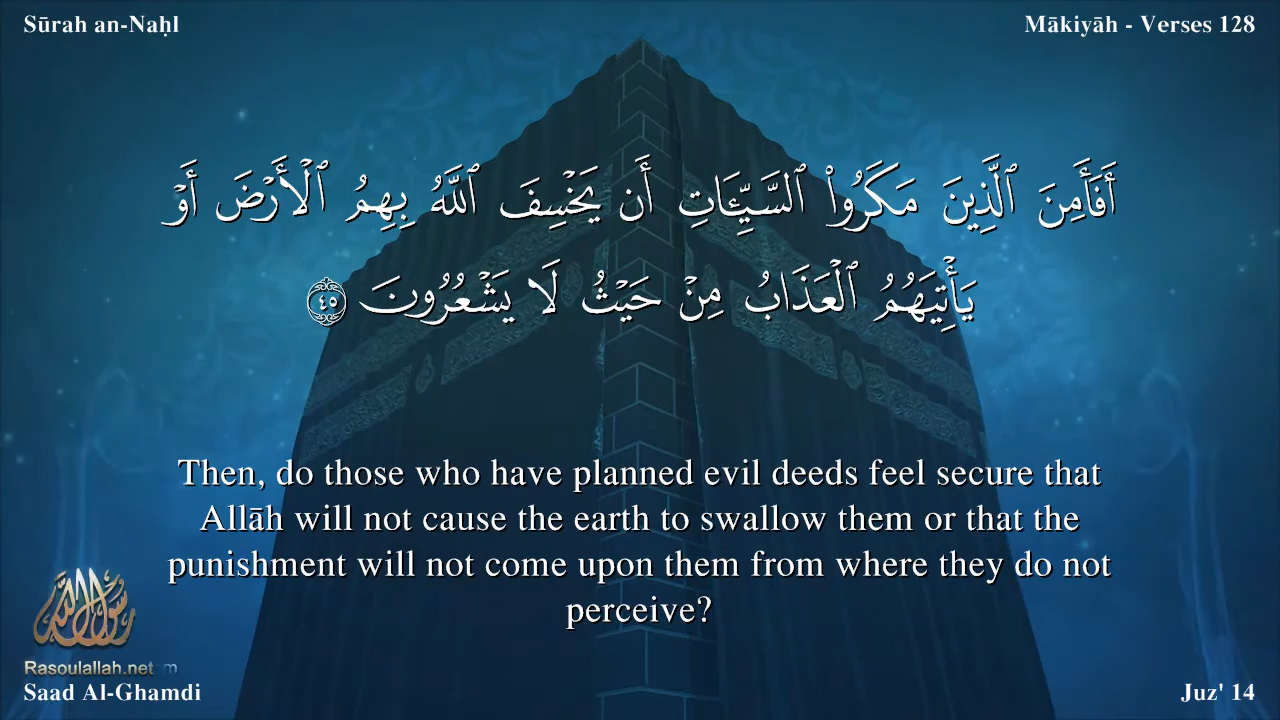 Sūrah an-Naḥl
Mākiyāh - Verses 128
أَفَأَمِنَ ٱلَّذِينَ مَكَرُوا۟ ٱلسَّيِّـَٔاتِ أَن يَخْسِفَ ٱللَّهُ بِهِمُ ٱلْأَرْضَ أَوْ
يَأْتِيَهُمُ ٱلْعَذَابُ مِنْ حَيْثُ لَا يَشْعُرُونَ ٤٥
Then, do those who have planned evil deeds feel secure that
Allāh will not cause the earth to swallow them or that the
punishment will not come upon them from where they do not
perceive?
رسول الله
Rasoulallah.net
Saad Al-Ghamdi
Juz' 14